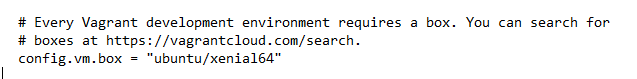 # Every Vagrant development environment requires a box. You can search for
# boxes at https://vagrantcloud.com/search.
config.vm.box = "ubuntu/xenial64"